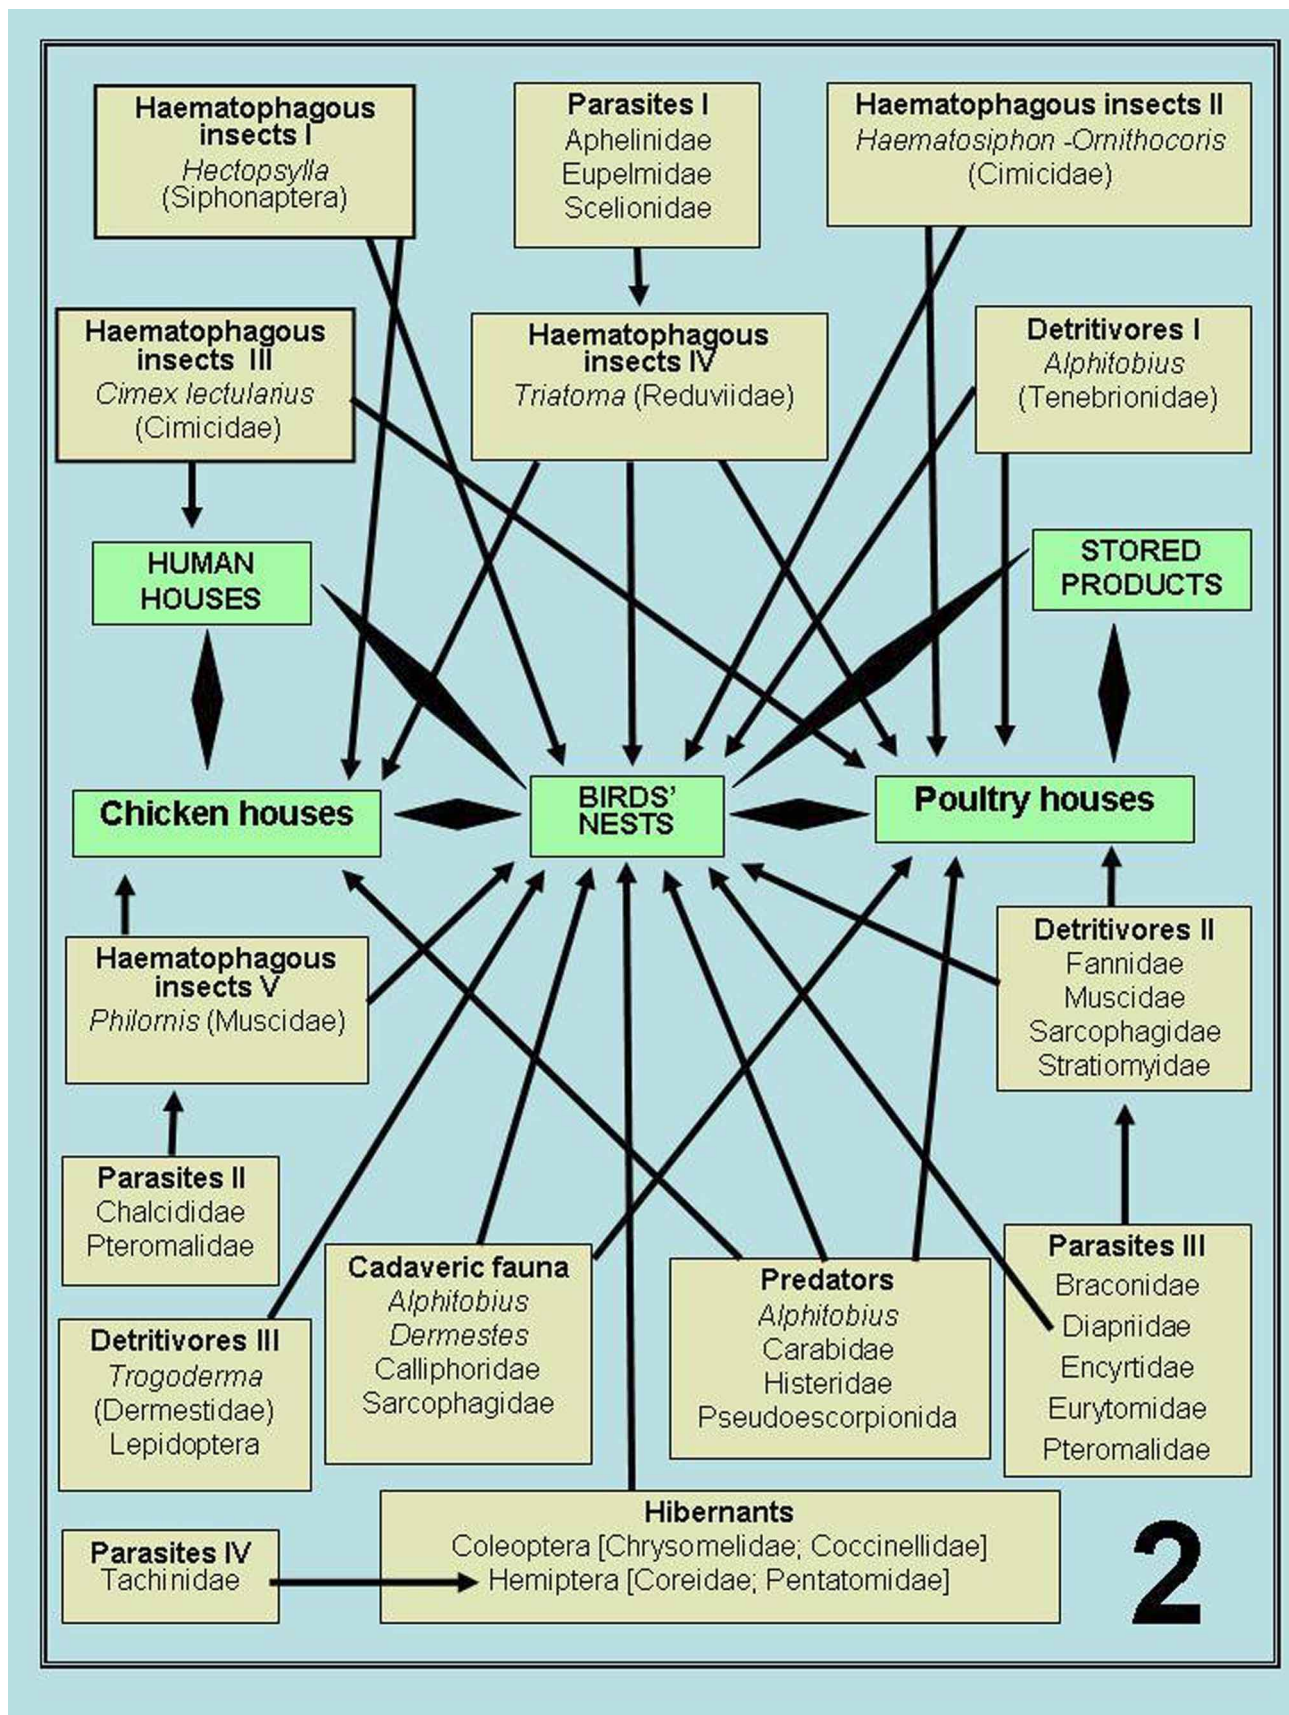 Haematophagous
insects I
Hectopsylla
(Siphonaptera)
Parasites I
Aphelinidae
Eupelmidae
Scelionidae
Haematophagous insects II
Haematosiphon -Ornithocoris
(Cimicidae)
Haematophagous
insects III
Cimex lectularius
(Cimicidae)
Haematophagous
insects IV
Triatoma (Reduviidae)
Detritivores I
Alphitobius
(Tenebrionidae)
HUMAN
HOUSES
STORED
PRODUCTS
Chicken houses
BIRDS'
NESTS
Poultry houses
Haematophagous
insects V
Philornis (Muscidae)
Detritivores II
Fannidae
Muscidae
Sarcophagidae
Stratiomyidae
Parasites II
Chalcididae
Pteromalidae
Detritivores III
Trogoderma
(Dermestidae)
Lepidoptera
Cadaveric fauna
Alphitobius
Dermestes
Calliphoridae
Sarcophagidae
Predators
Alphitobius
Carabidae
Histeridae
Pseudoescorpionida
Parasites III
Braconidae
Diapriidae
Encyrtidae
Eurytomidae
Pteromalidae
Parasites IV
Tachinidae
Hibernants
Coleoptera [Chrysomelidae; Coccinellidae]
Hemiptera [Coreidae; Pentatomidae]
2